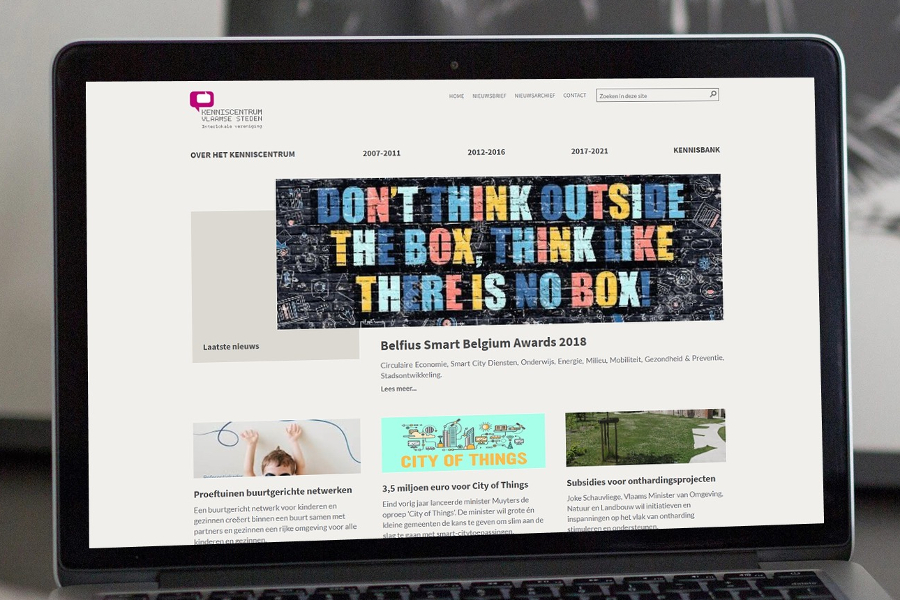 KENNISCENTRUM
VLAAMSE STEDEN
Interlokale vereniging
HOME NIEUWSBRIEF NIEUWSARCHIEF CONTACT
Zoeken in deze site
OVER HET KENNISCENTRUM 2007-2011 2012-2016 2017-2021 KENNISBANK
DON'T THINK OUTSIDE
THE BOX, THINK LIKE
THERE IS NO BOX!
Laatste nieuws
Belfius Smart Belgium Awards 2018
Circulaire Economie, Smart City Diensten, Onderwijs, Energie, Milieu, Mobiliteit, Gezondheid & Preventie,
Stadsontwikkeling.
Lees meer...
CITY OF THINGS
Proeftuinen buurtgerichte netwerken
Een buurtgericht netwerk voor kinderen en
gezinnen creëert binnen een buurt samen met
partners en gezinnen een rijke omgeving voor alle
kinderen en gezinnen.
3,5 miljoen euro voor City of Things
Eind vorig jaar lanceerde minister Muyters de
oproep 'City of Things'. De minister wil grote én
kleine gemeenten de kans te geven om slim aan de
slag te gaan met smart-citytoepassingen.
Subsidies voor onthardingsprojecten
Joke Schauvliege, Vlaams Minister van Omgeving,
Natuur en Landbouw wil initiatieven en
inspanningen op het vlak van ontharding
stimuleren en ondersteunen.